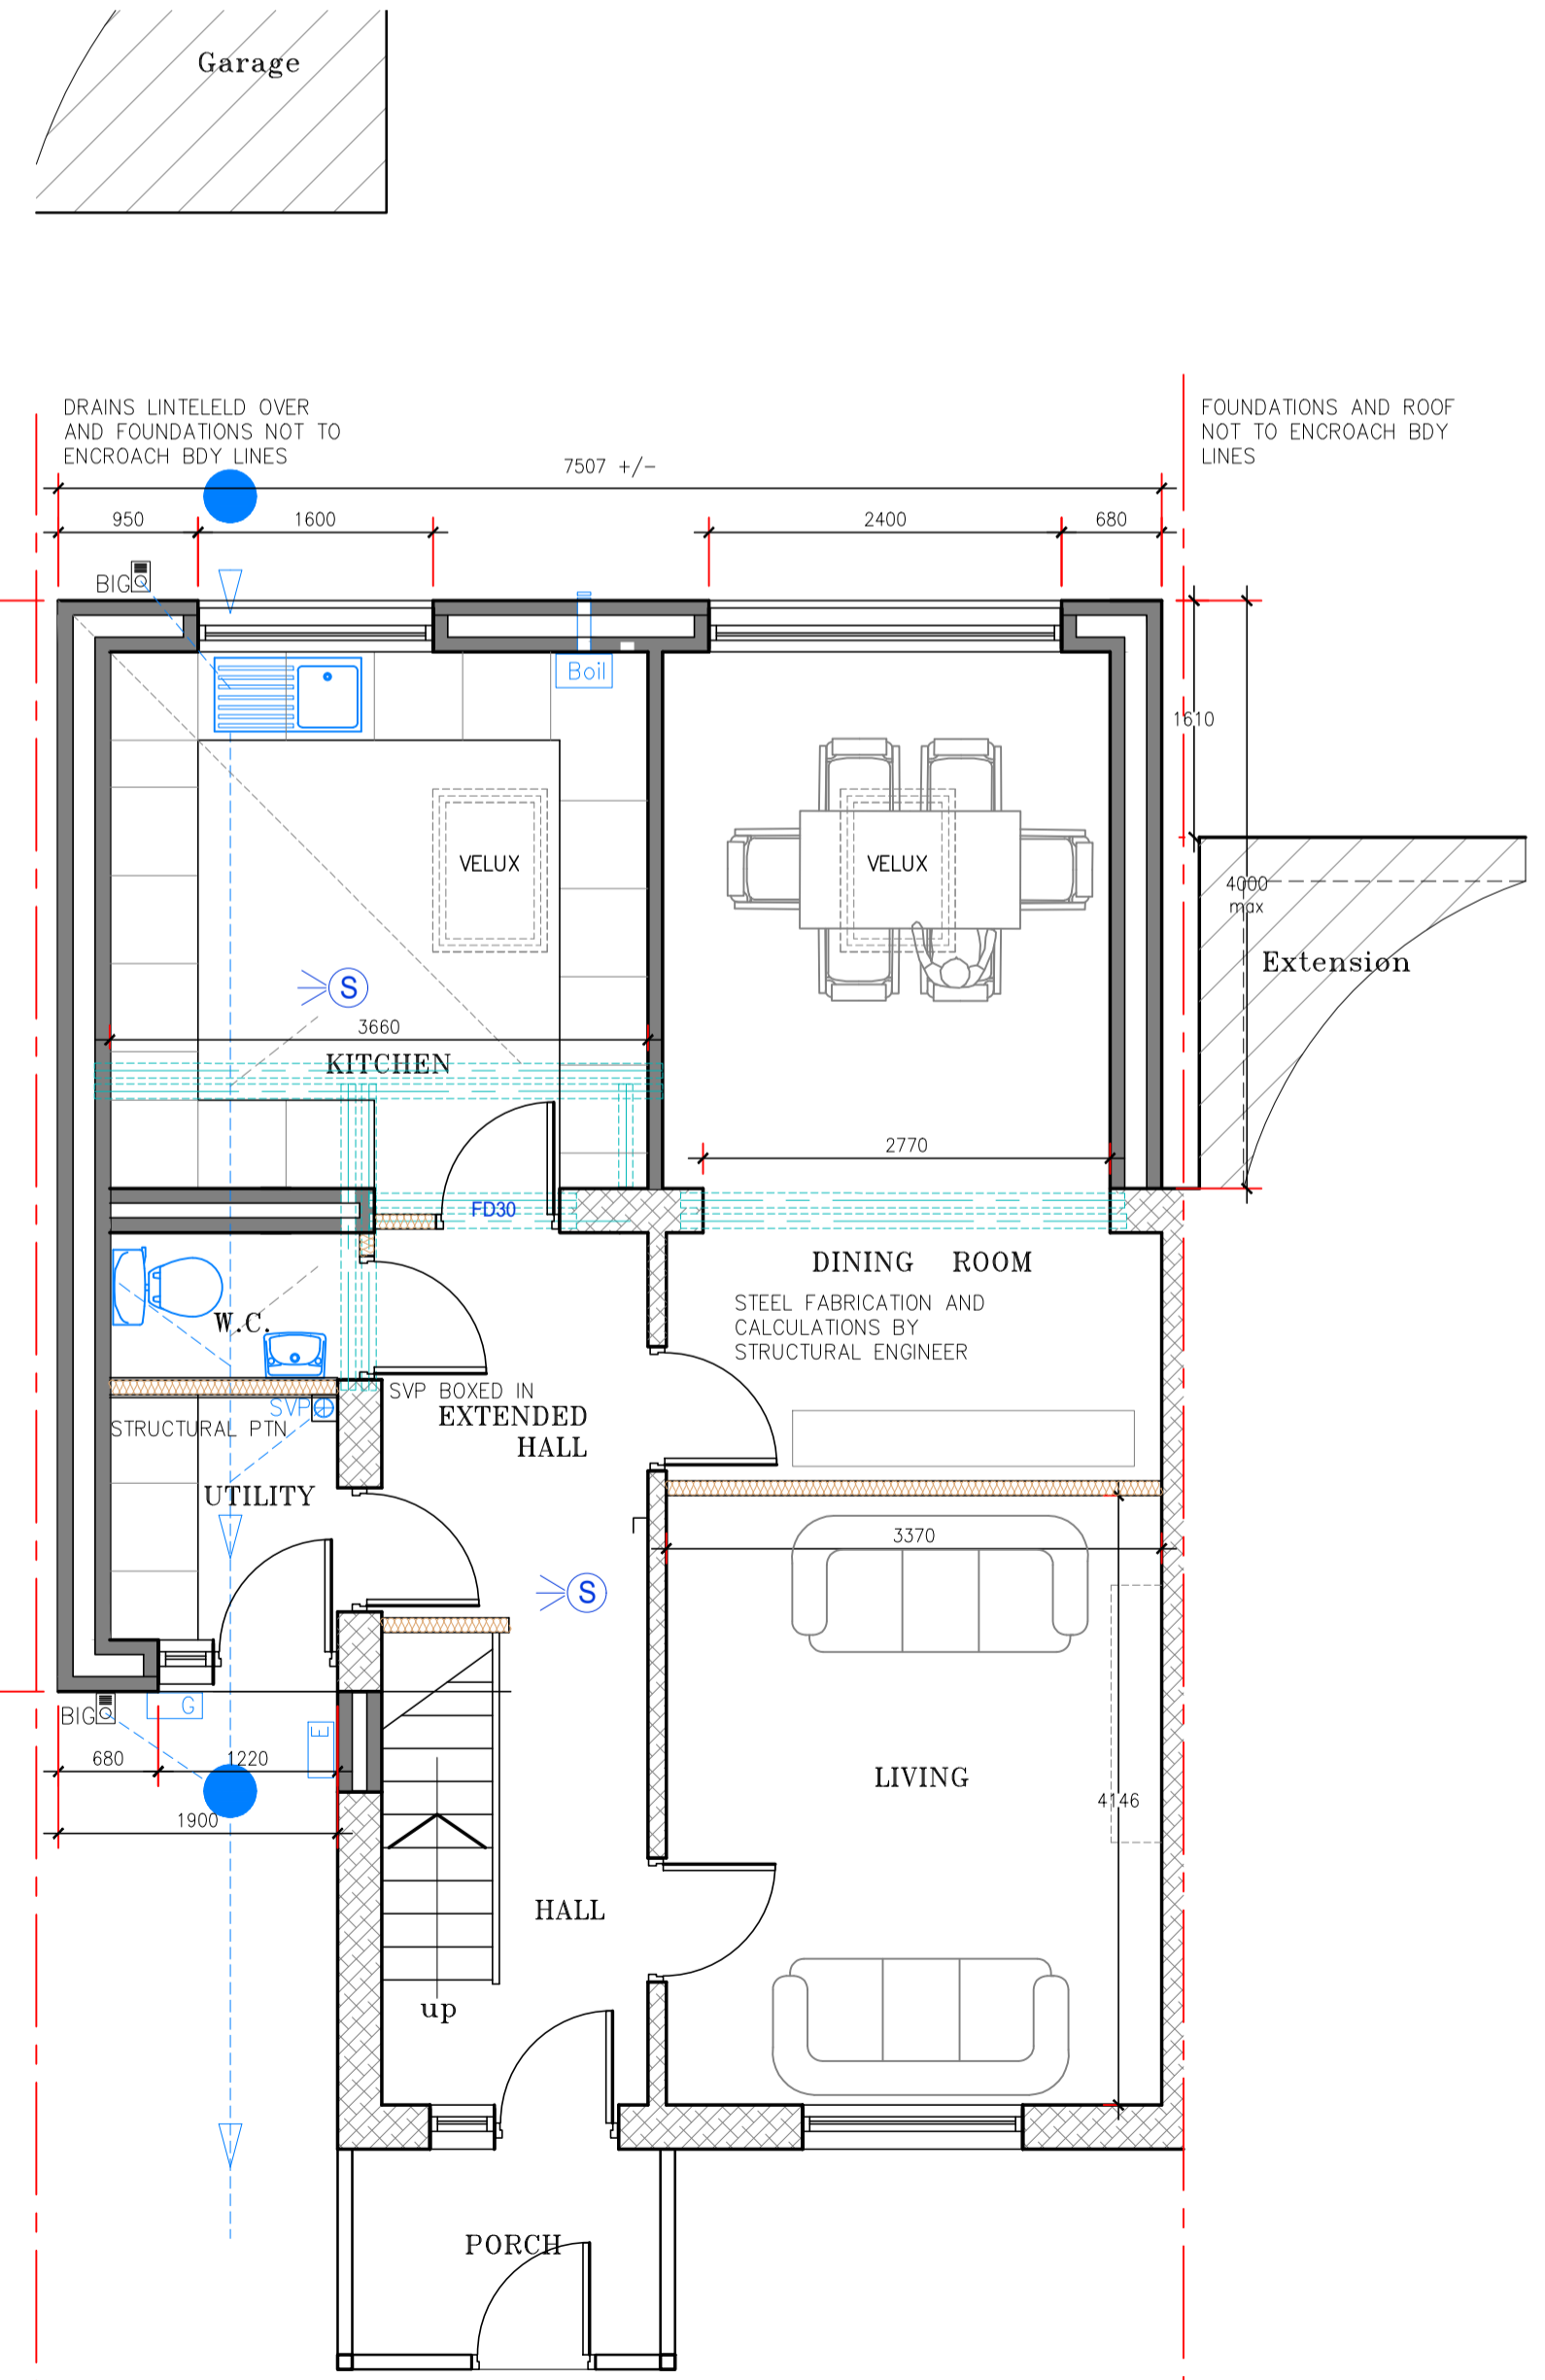 Garage
DRAINS LINTELELD OVER
AND FOUNDATIONS NOT TO
ENCROACH BDY LINES
FOUNDATIONS AND ROOF
NOT TO ENCROACH BDY
LINES
7507 +/-
950
1600
2400
680
BIG
Boil
1610
VELUX
VELUX
4000
max
Extension
S
3660
KITCHEN
2770
FD30
DINING ROOM
STEEL FABRICATION AND
CALCULATIONS BY
STRUCTURAL ENGINEER
W.C.
SVP BOXED IN
SVP
EXTENDED
HALL
STRUCTURAL PTN
UTILITY
3370
S
BIG
G
E
680
1220
LIVING
4146
1900
HALL
up
PORCH